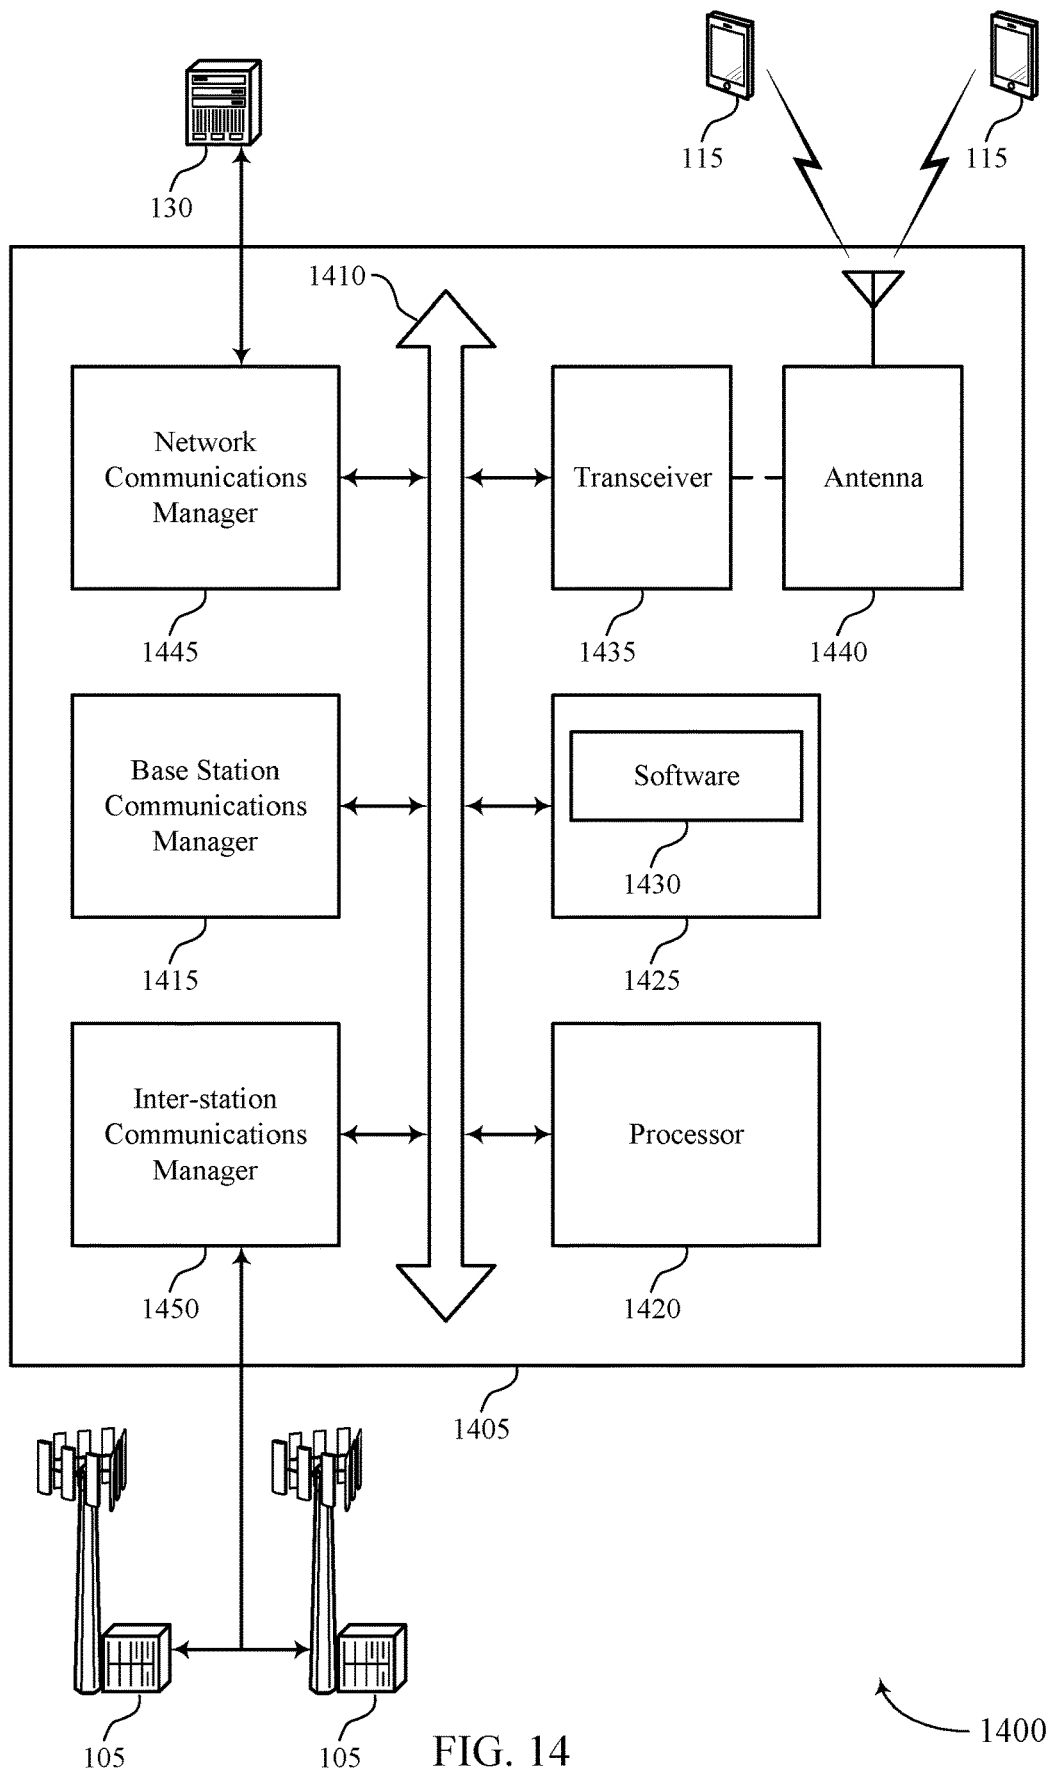 115
115
130
1410
Network
Communications
Manager
Transceiver
Antenna
1445
1435
1440
Base Station
Communications
Manager
Software
1430
1415
1425
Inter-station
Communications
Manager
Processor
1450
1420
1405
105
105
FIG. 14
1400